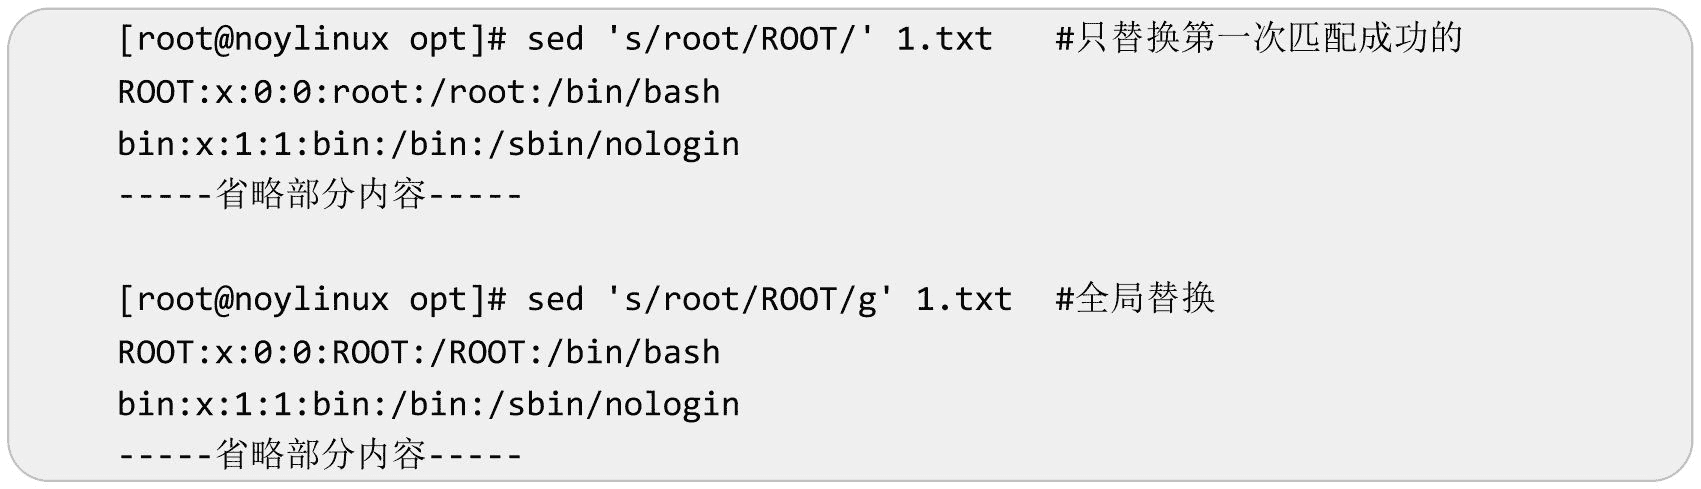 [root@noylinux opt]# sed 's/root/ROOT/' 1.txt   #只替换第一次匹配成功的
ROOT:x:0:0:root:/root:/bin/bash
bin:x:1:1:bin:/bin:/sbin/nologin
-----省略部分内容-----
[root@noylinux opt]# sed 's/root/ROOT/g' 1.txt  #全局替换
ROOT:x:0:0:ROOT:/ROOT:/bin/bash
bin:x:1:1:bin:/bin:/sbin/nologin
-----省略部分内容-----